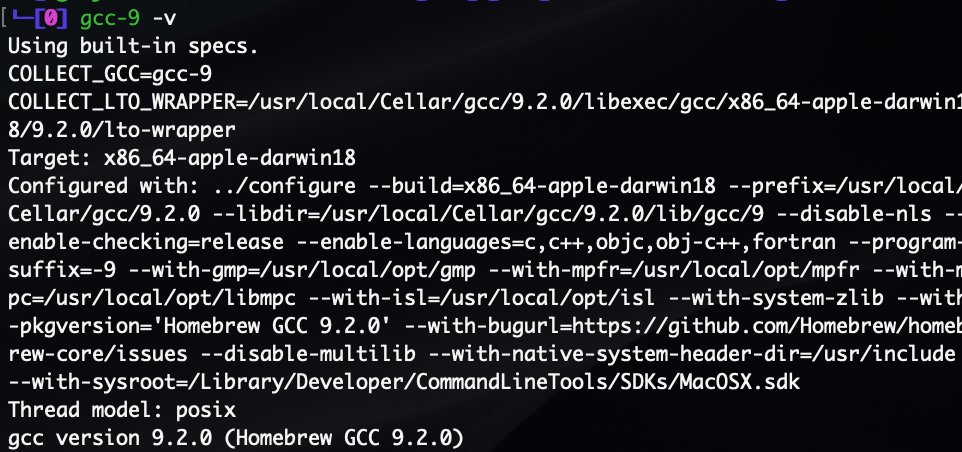 [└─[0] gcc-9 -v
Using built-in specs.
COLLECT_GCC=gcc-9
COLLECT_LTO_WRAPPER=/usr/local/Cellar/gcc/9.2.0/libexec/gcc/x86_64-apple-darwin1
8/9.2.0/lto-wrapper
Target: x86_64-apple-darwin18
Configured with: ../configure --build=x86_64-apple-darwin18 --prefix=/usr/local/
Cellar/gcc/9.2.0 --libdir=/usr/local/Cellar/gcc/9.2.0/lib/gcc/9 --disable-nls --
enable-checking=release --enable-languages=c,c++,objc,obj-c++,fortran --program-
suffix=-9 --with-gmp=/usr/local/opt/gmp --with-mpfr=/usr/local/opt/mpfr --with-m
pc=/usr/local/opt/libmpc --with-isl=/usr/local/opt/isl --with-system-zlib --with
-pkgversion='Homebrew GCC 9.2.0' --with-bugurl=https://github.com/Homebrew/homeb
rew-core/issues --disable-multilib --with-native-system-header-dir=/usr/include
--with-sysroot=/Library/Developer/CommandLineTools/SDKs/MacOSX.sdk
Thread model: posix
gcc version 9.2.0 (Homebrew GCC 9.2.0)